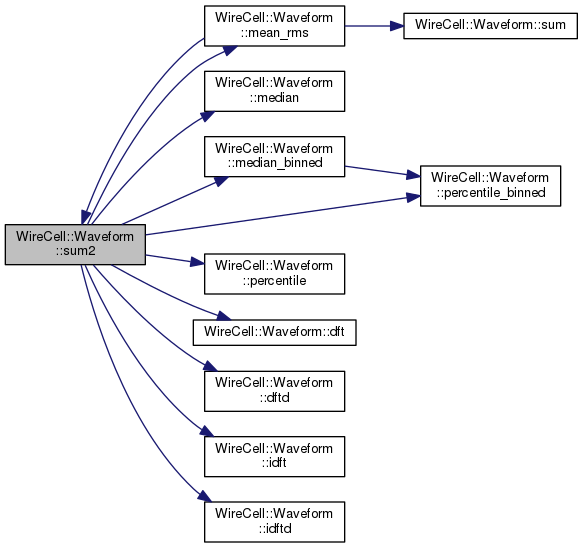 WireCell::Waveform
::mean_rms
WireCell::Waveform::sum
WireCell::Waveform
::median
WireCell::Waveform
::median_binned
WireCell::Waveform
::percentile_binned
WireCell::Waveform
::sum2
WireCell::Waveform
::percentile
WireCell::Waveform::dft
WireCell::Waveform
::dftd
WireCell::Waveform
::idft
WireCell::Waveform
::idftd